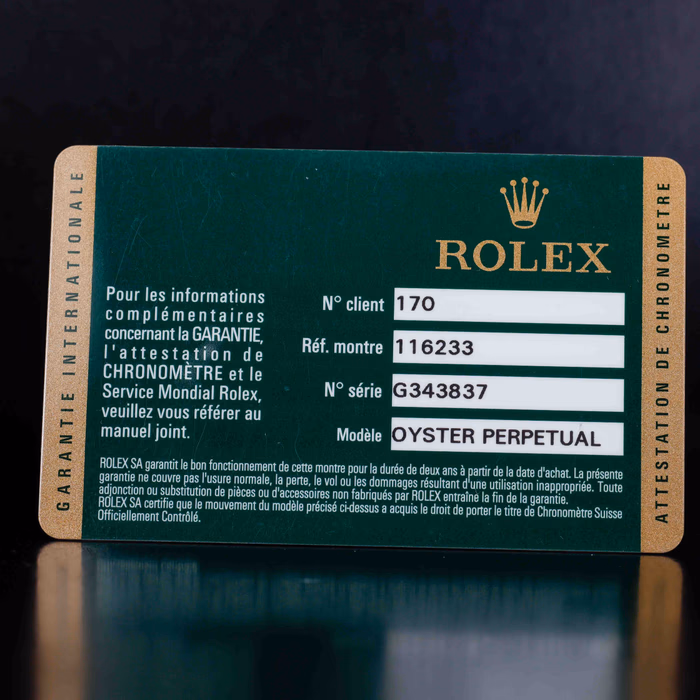 GARANTIE INTERNATIONALE
ROLEX
Pour les informations
complémentaires
concernant la GARANTIE,
l'attestation de
CHRONOMÈTRE et le
Service Mondial Rolex,
veuillez vous référer au
manuel joint.
N° client 170
Réf. montre 116233
N° série G343837
Modèle OYSTER PERPETUAL
ROLEX SA garantit le bon fonctionnement de cette montre pour la durée de deux ans à partir de la date d'achat. La présente
garantie ne couvre pas l'usure normale, la perte, le vol ou les dommages résultant d'une utilisation inappropriée. Toute
adjonction ou substitution de pièces ou d'accessoires non fabriqués par ROLEX entraîne la fin de la garantie.
ROLEX SA certifie que le mouvement du modèle précisé ci-dessus a acquis le droit de porter le titre de Chronomètre Suisse
Officiellement Contrôlé.
ATTESTATION DE CHRONOMETRE